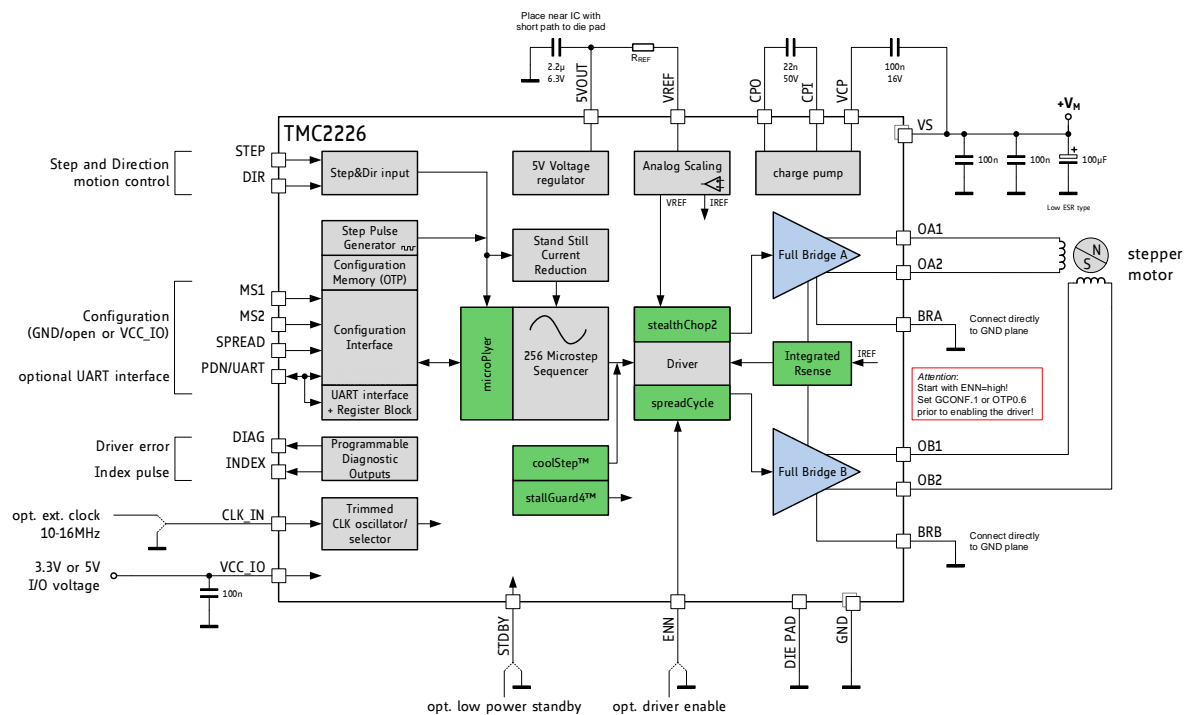 Place near IC with
short path to die pad
2.2µ
6.3V
RREF
22n
50V
100n
16V
5VOUT
VREF
CPO
CPI
VCP
+VM
VS
TMC2226
100n
100n
100µF
+
Low ESR type
Step and Direction
motion control
STEP
DIR
Step&Dir input
5V Voltage
regulator
Analog Scaling
VREF
IREF
charge pump
Step Pulse
Generator
Configuration
Memory (OTP)
Stand Still
Current
Reduction
Full Bridge A
OA1
OA2
N
S
stepper
motor
Configuration
(GND/open or VCC_IO)
optional UART interface
MS1
MS2
SPREAD
PDN/UART
Configuration
Interface
UART interface
+ Register Block
microPlyer
256 Microstep
Sequencer
stealthChop2
Driver
spreadCycle
Integrated
Rsense
IREF
BRA
Connect directly
to GND plane
Attention:
Start with ENN=high!
Set GCONF.1 or OTP0.6
prior to enabling the driver!
Driver error
Index pulse
DIAG
INDEX
Programmable
Diagnostic
Outputs
coolStep™
stallGuard4™
Full Bridge B
OB1
OB2
opt. ext. clock
10-16MHz
CLK_IN
Trimmed
CLK oscillator/
selector
BRB
Connect directly
to GND plane
3.3V or 5V
I/O voltage
VCC_IO
100n
STDBY
ENN
DIE PAD
GND
opt. low power standby
opt. driver enable